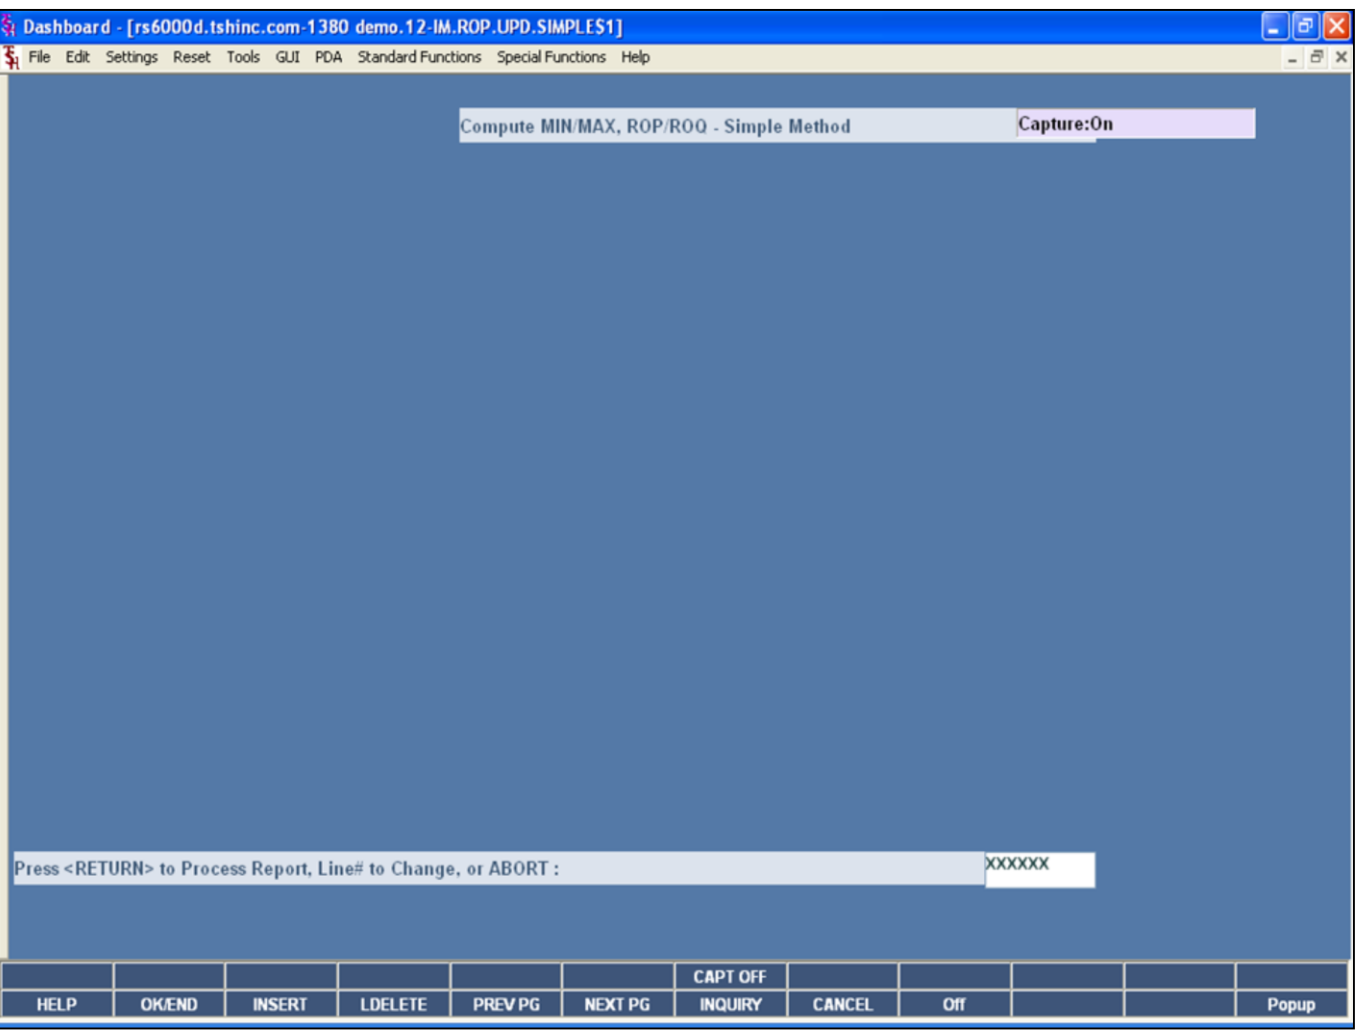 Dashboard - [rs6000d.tshinc.com-1380 demo.12-IM.ROP.UPD.SIMPLE$1]
File Edit Settings Reset Tools GUI PDA Standard Functions Special Functions Help
Compute MIN/MAX, ROP/ROQ - Simple Method
Capture:On
Press <RETURN> to Process Report, Line# to Change, or ABORT :
XXXXXX
CAPT OFF
HELP OK/END INSERT LDELETE PREV PG NEXT PG INQUIRY CANCEL Off Popup